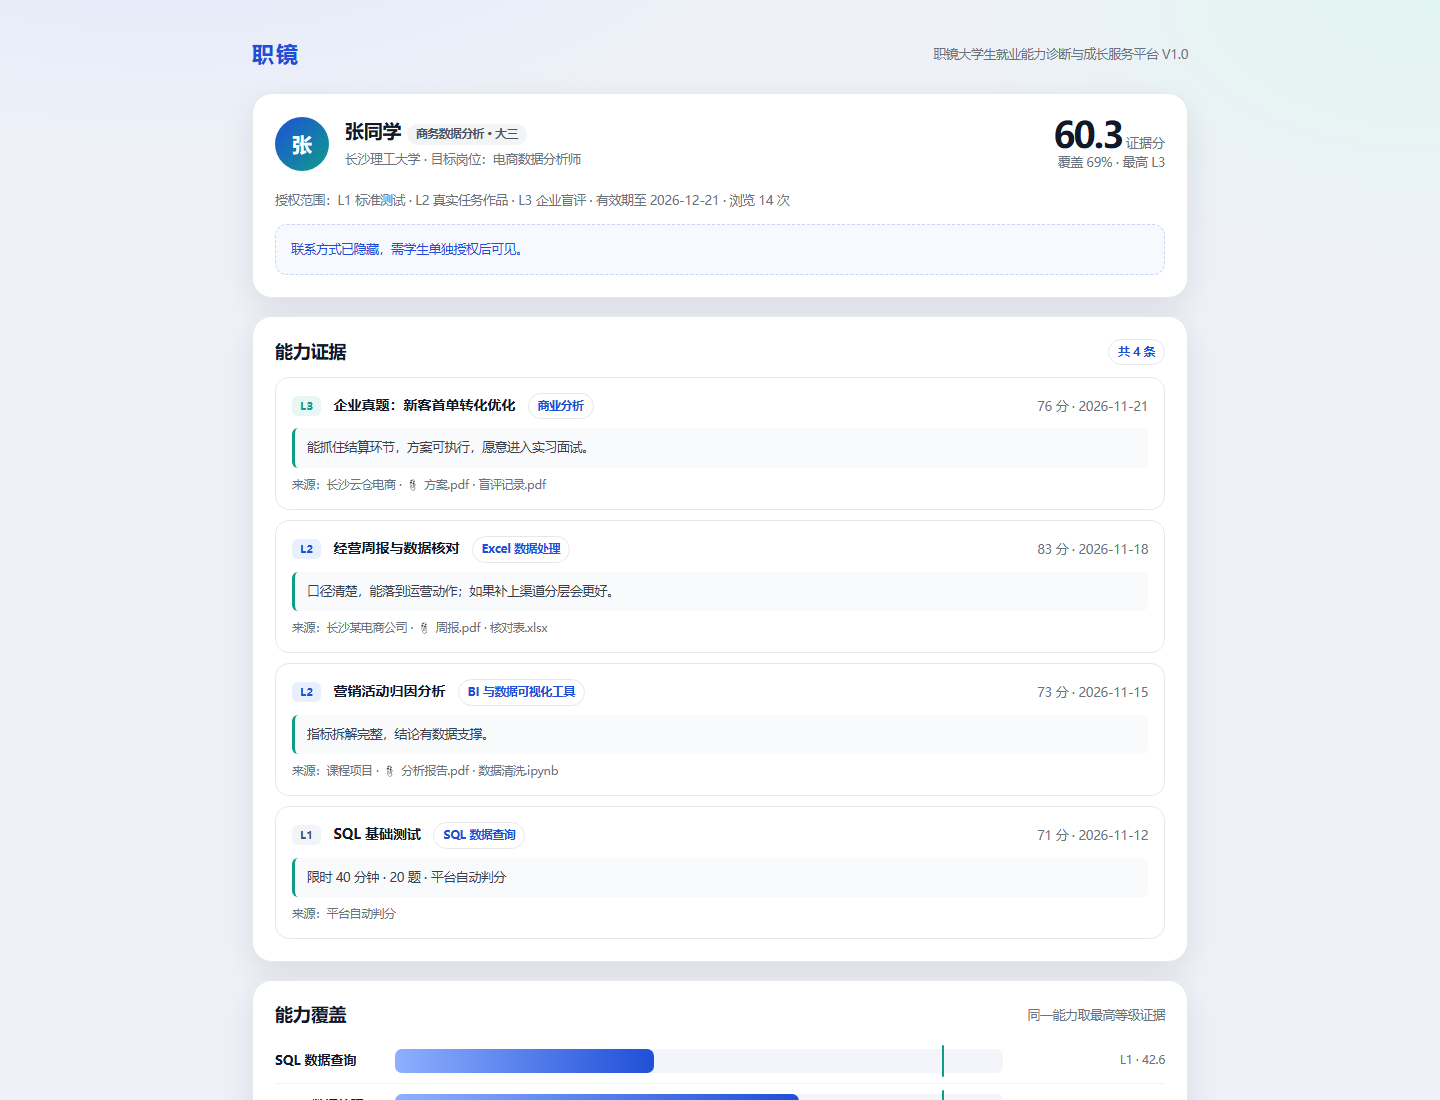 职镜
职镜大学生就业能力诊断与成长服务平台 V1.0
张
张同学 商务数据分析 • 大三
长沙理工大学 · 目标岗位：电商数据分析师
60.3 证据分
覆盖 69% · 最高 L3
授权范围：L1 标准测试 · L2 真实任务作品 · L3 企业盲评 · 有效期至 2026-12-21 · 浏览 14 次
联系方式已隐藏，需学生单独授权后可见。
能力证据
共 4 条
L3 企业真题：新客首单转化优化 商业分析 76 分 · 2026-11-21
能抓住结算环节，方案可执行，愿意进入实习面试。
来源：长沙云仓电商 · 方案.pdf · 盲评记录.pdf
L2 经营周报与数据核对 Excel 数据处理 83 分 · 2026-11-18
口径清楚，能落到运营动作；如果补上渠道分层会更好。
来源：长沙某电商公司 · 周报.pdf · 核对表.xlsx
L2 营销活动归因分析 BI 与数据可视化工具 73 分 · 2026-11-15
指标拆解完整，结论有数据支撑。
来源：课程项目 · 分析报告.pdf · 数据清洗.ipynb
L1 SQL 基础测试 SQL 数据查询 71 分 · 2026-11-12
限时 40 分钟 · 20 题 · 平台自动判分
来源：平台自动判分
能力覆盖
同一能力取最高等级证据
SQL 数据查询 L1 · 42.6